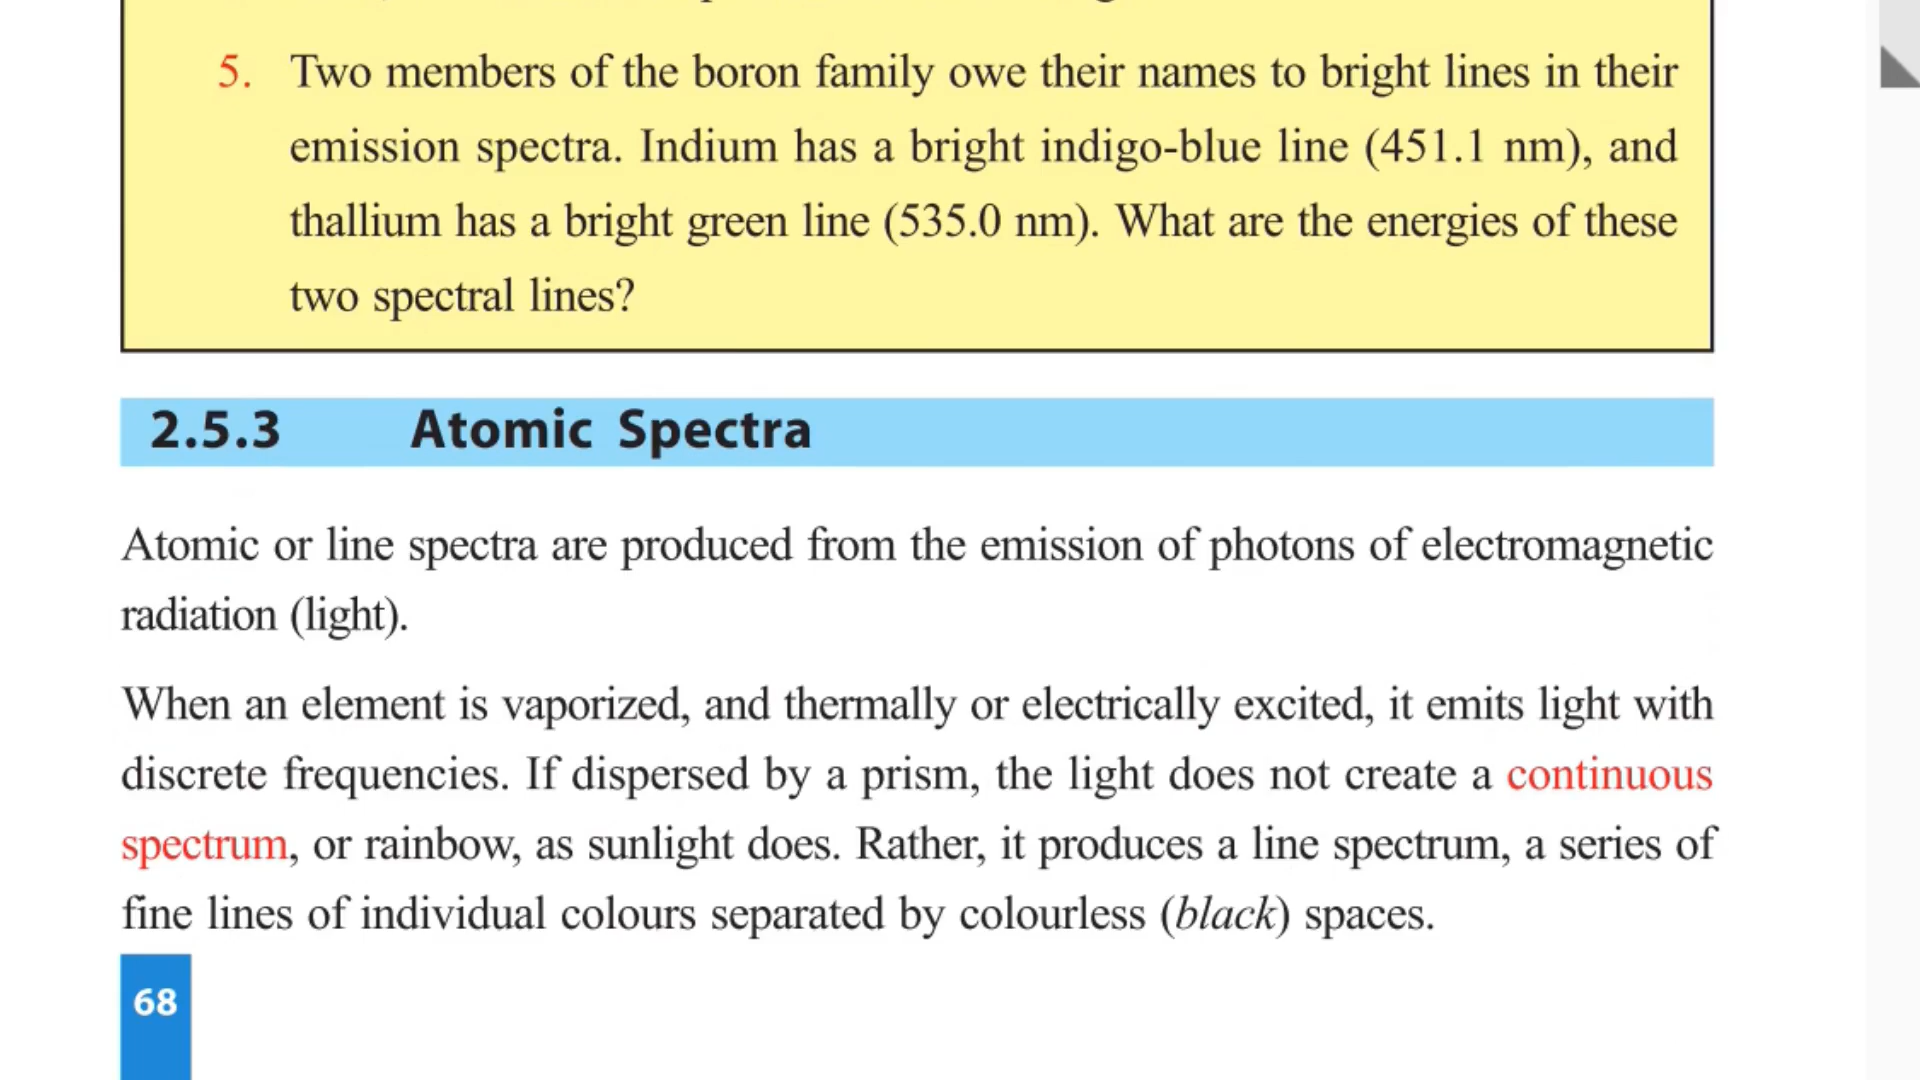 5. Two members of the boron family owe their names to bright lines in their
emission spectra. Indium has a bright indigo-blue line (451.1 nm), and
thallium has a bright green line (535.0 nm). What are the energies of these
two spectral lines?
2.5.3 Atomic Spectra
Atomic or line spectra are produced from the emission of photons of electromagnetic
radiation (light).
When an element is vaporized, and thermally or electrically excited, it emits light with
discrete frequencies. If dispersed by a prism, the light does not create a continuous
spectrum, or rainbow, as sunlight does. Rather, it produces a line spectrum, a series of
fine lines of individual colours separated by colourless (black) spaces.
68